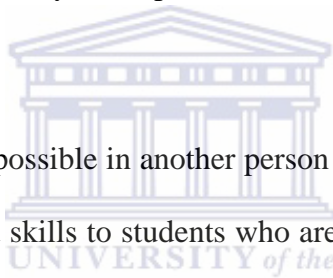 possible in another person
skills to students who are
UNIVERSITY of the